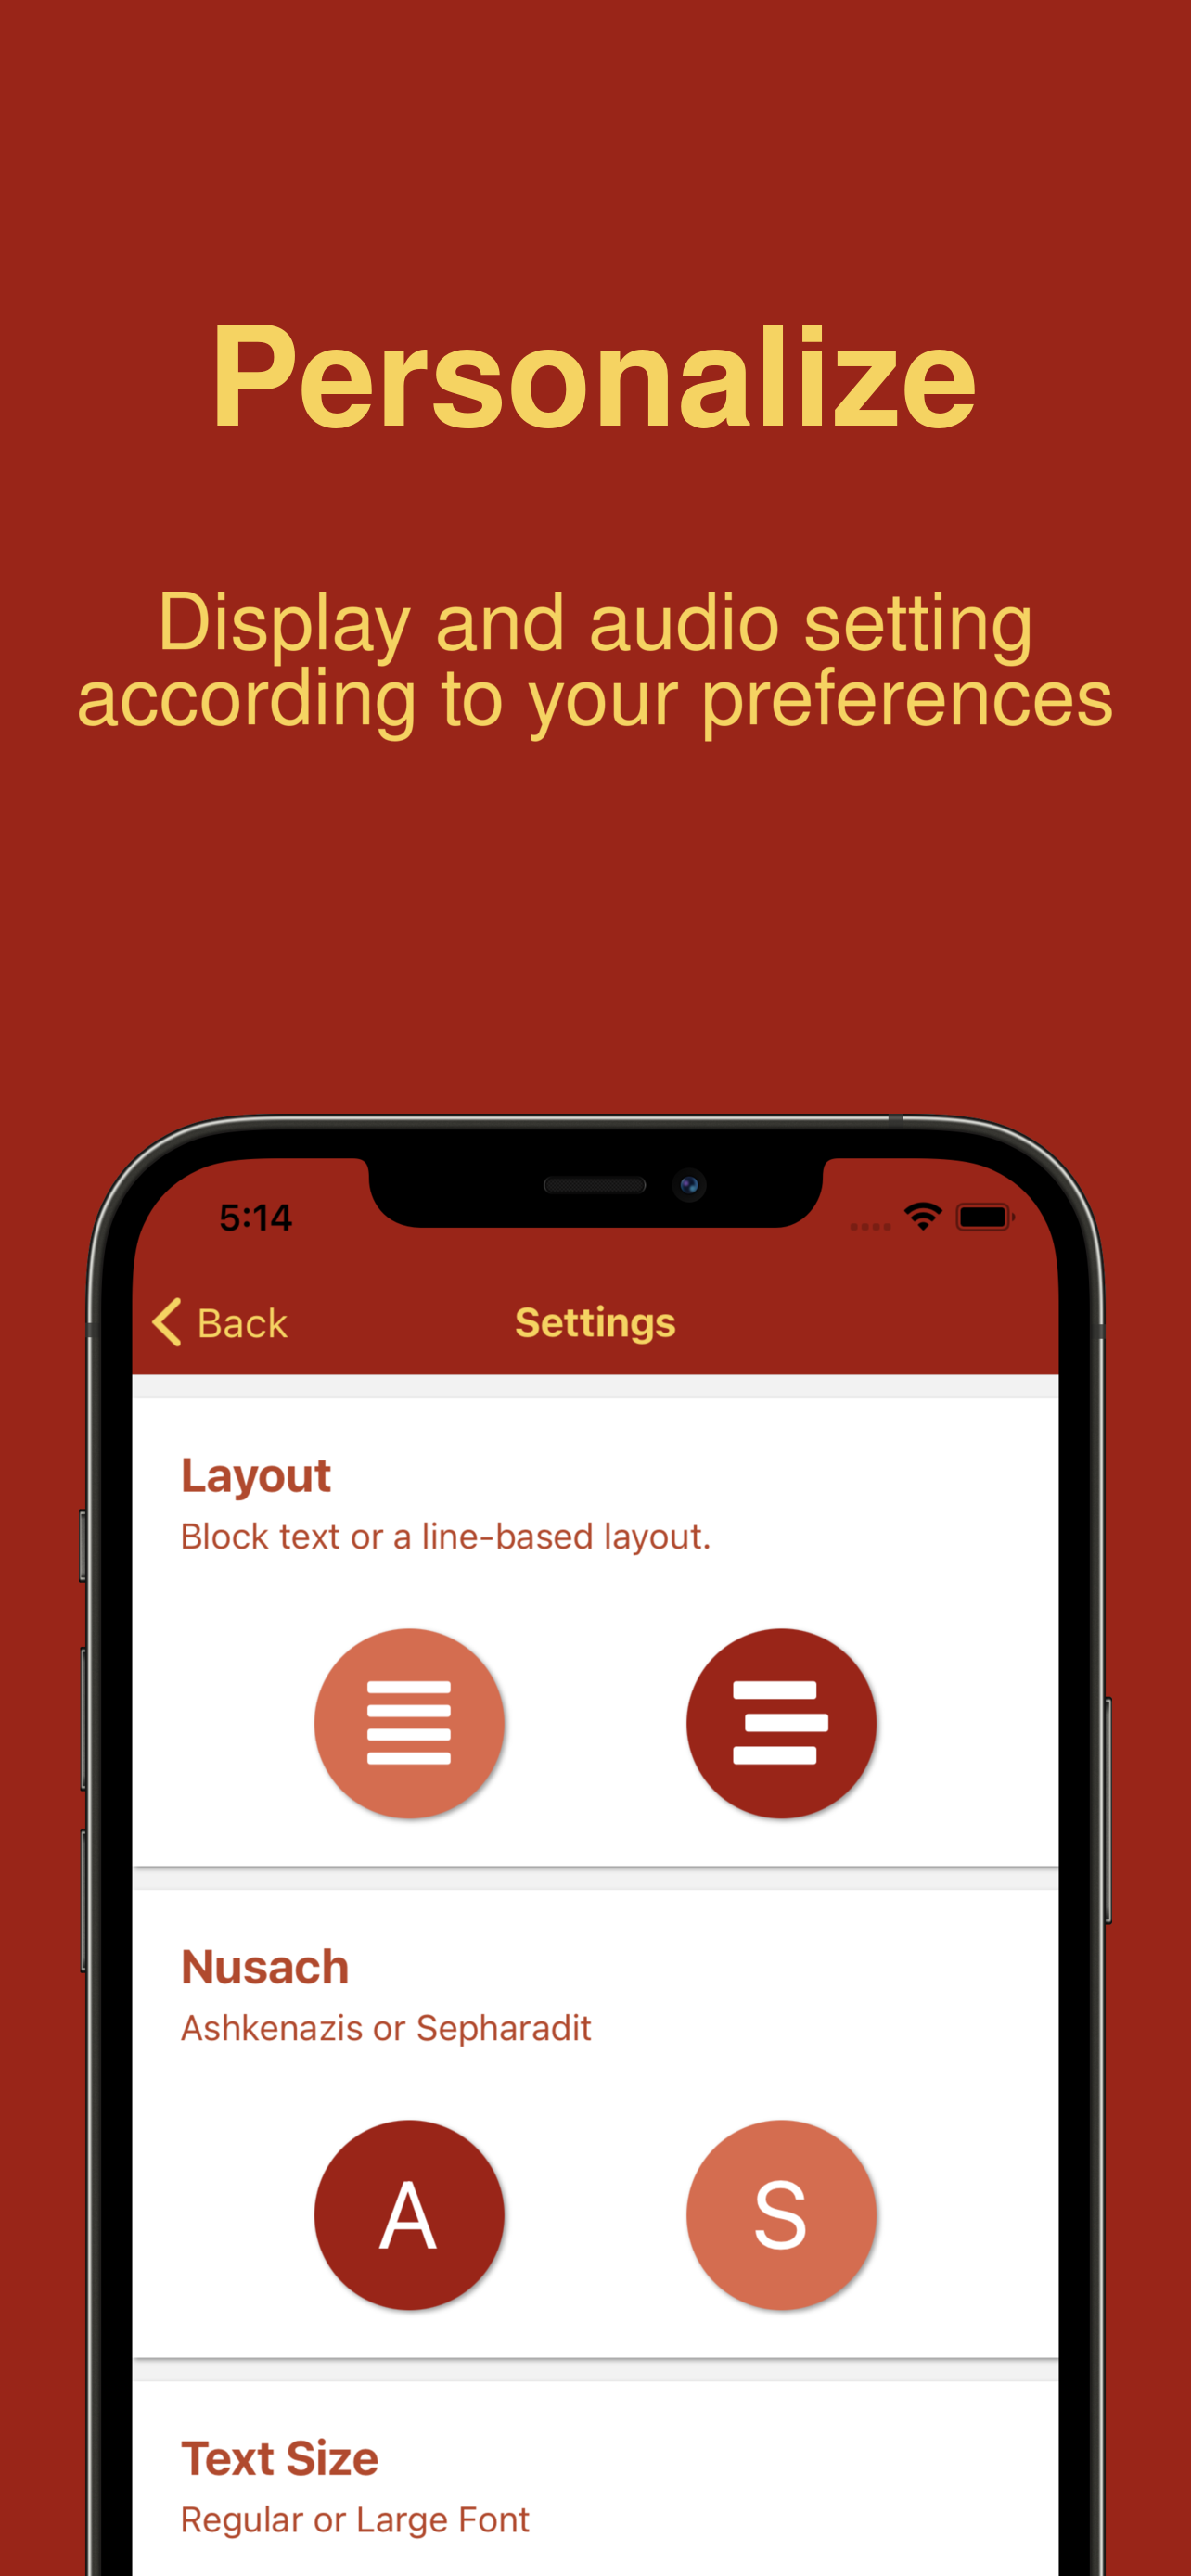 Personalize
Display and audio setting
according to your preferences
5:14
Back
Settings
Layout
Block text or a line-based layout.
Nusach
Ashkenazis or Sepharadit
A
S
Text Size
Regular or Large Font